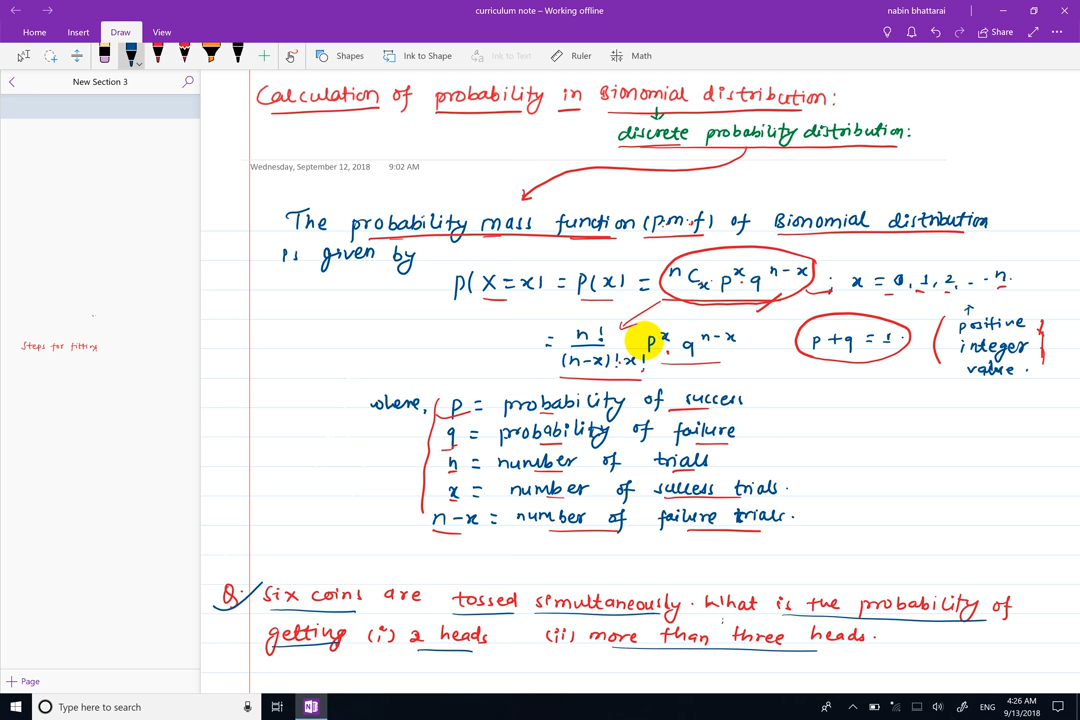 curriculum note – Working offline
nabin bhattarai
Home Insert Draw View
Share
Shapes Ink to Shape Ink to Text Ruler Math
New Section 3
Calculation of probability in Bionomial distribution:
discrete probability distribution:
Wednesday, September 12, 2018 9:02 AM
The probability mass function (p.m.f) of Bionomial distribution
is given by
P(X=x) = P(x) = ⁿCₓ pˣ qⁿ⁻ˣ ; x = 0, 1, 2, ... n.
= n! / (n-x)! x! pˣ qⁿ⁻ˣ
p + q = 1.
(positive
integer
value.)
Steps for fitting
where, p = probability of success
q = probability of failure
n = number of trials
x = number of success trials.
n-x = number of failure trials.
Q. Six coins are tossed simultaneously. What is the probability of
getting (i) 2 heads (ii) more than three heads.
+ Page
Type here to search
ENG
4:26 AM
9/13/2018